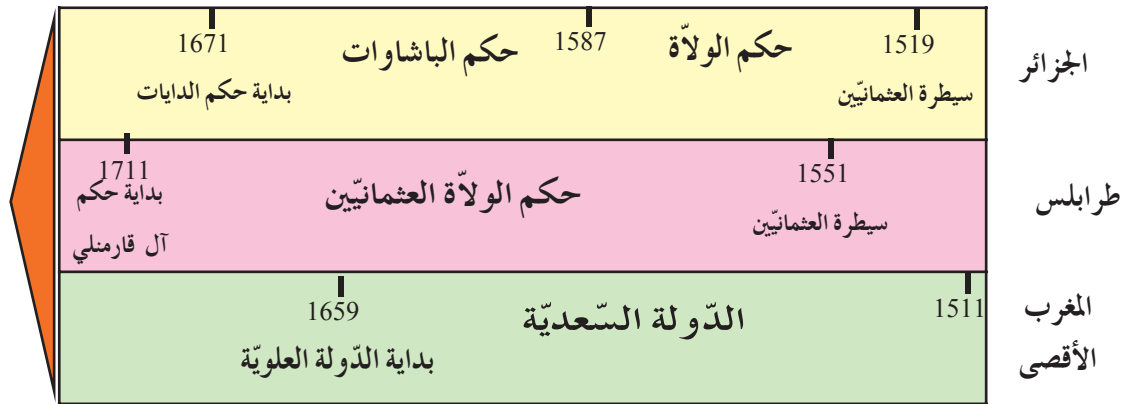 الجزائر
1519
حكم الولاّة
1587
حكم الباشاوات
1671
سيطرة العثمانيّين
بداية حكم الدايات
طرابلس
1551
حكم الولاّة العثمانيّين
1711
سيطرة العثمانيّين
بداية حكم
آل قارمنلي
المغرب
الأقصى
1511
الدّولة السّعديّة
1659
بداية الدّولة العلويّة